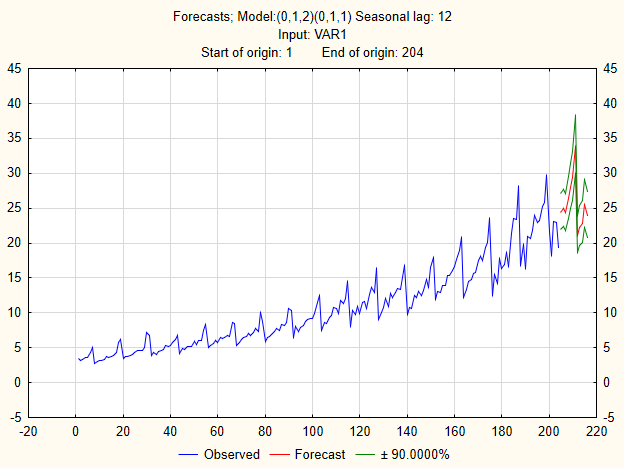 Forecasts; Model:(0,1,2)(0,1,1) Seasonal lag: 12
Input: VAR1
Start of origin: 1 End of origin: 204
45 45
40 40
35 35
30 30
25 25
20 20
15 15
10 10
5 5
0 0
-5 -5
-20 0 20 40 60 80 100 120 140 160 180 200 220
Observed Forecast ± 90.0000%